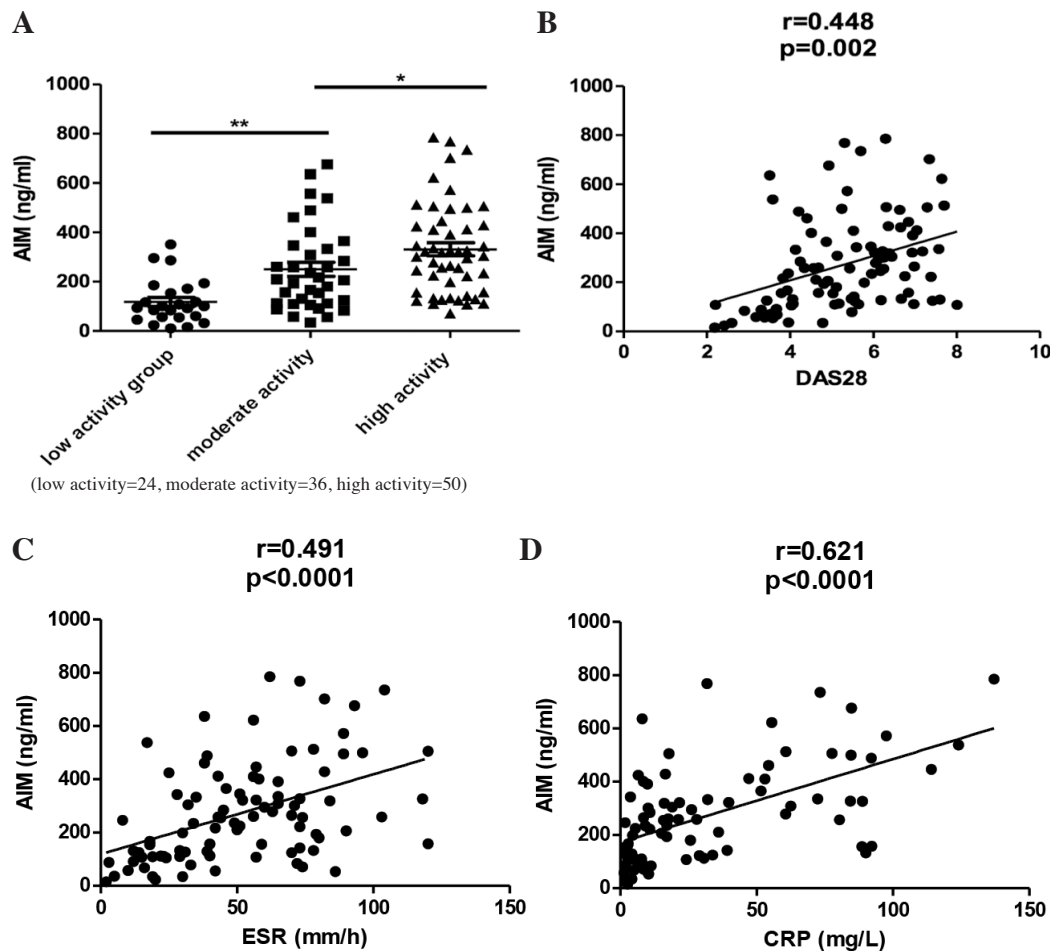 A
AIM (ng/ml)
1000
800
600
400
200
0
**
*
low activity group
moderate activity
high activity
(low activity=24, moderate activity=36, high activity=50)
B
r=0.448
p=0.002
AIM (ng/ml)
1000
800
600
400
200
0
0
2
4
6
8
10
DAS28
C
r=0.491
p<0.0001
AIM (ng/ml)
1000
800
600
400
200
0
0
50
100
150
ESR (mm/h)
D
r=0.621
p<0.0001
AIM (ng/ml)
1000
800
600
400
200
0
0
50
100
150
CRP (mg/L)